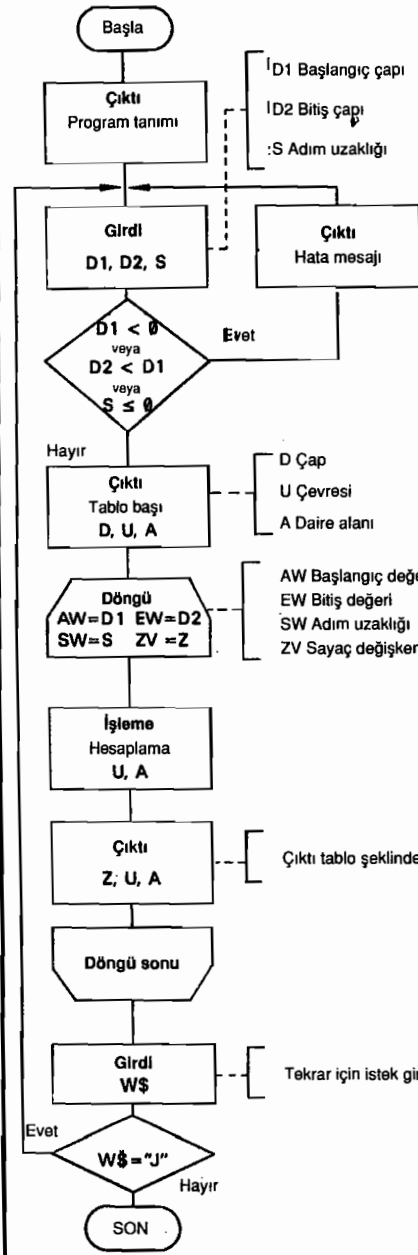 Başla
Çıktı
Program tanımı
D1 Başlangıç çapı
D2 Bitiş çapı
S Adım uzaklığı
Girdi
D1, D2, S
Çıktı
Hata mesajı
D1 < 0
veya
D2 < D1
veya
S ≤ 0
Evet
Hayır
Çıktı
Tablo başı
D, U, A
D Çap
U Çevresi
A Daire alanı
Döngü
AW=D1 EW=D2
SW=S ZV=Z
AW Başlangıç değe
EW Bitiş değeri
SW Adım uzaklığı
ZV Sayaç değişken
İşleme
Hesaplama
U, A
Çıktı
Z, U, A
Çıktı tablo şeklinde
Döngü sonu
Girdi
W$
Tekrar için istek gir
Evet
W$="J"
Hayır
SON